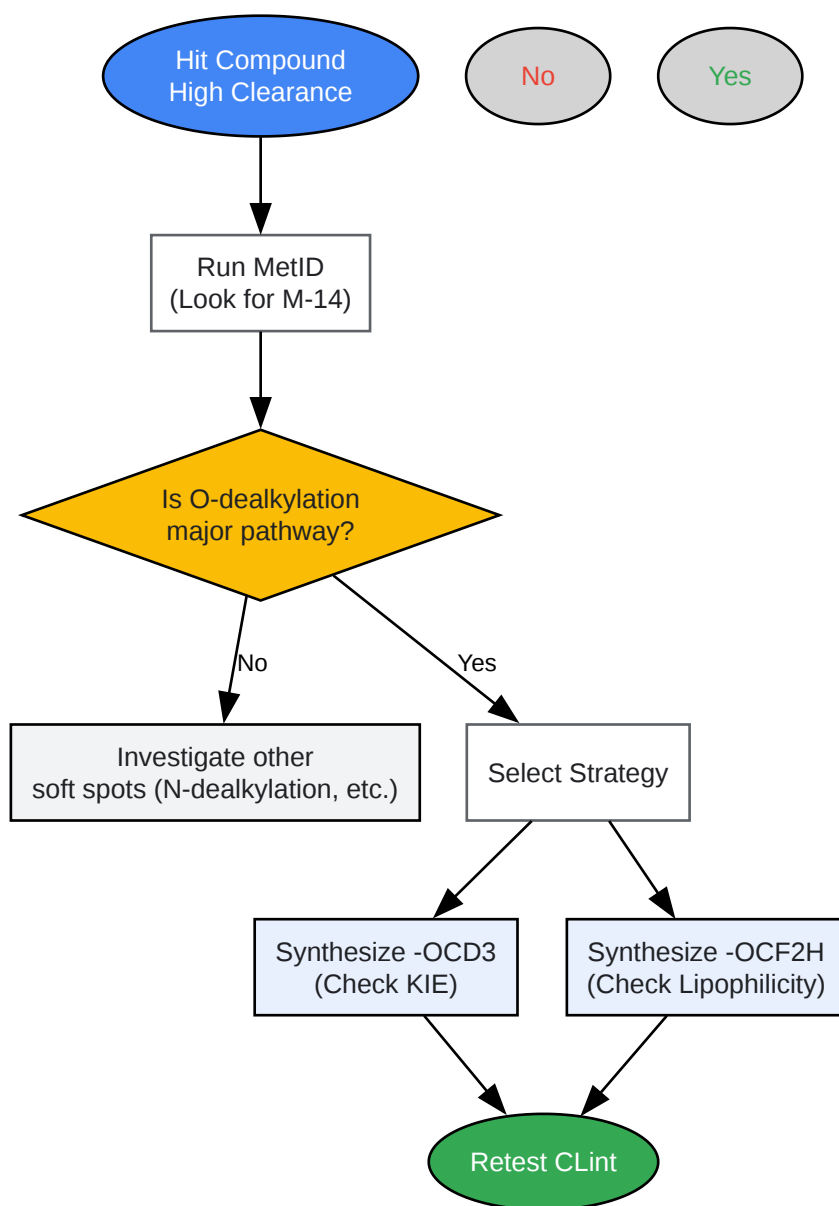 Hit Compound
High Clearance
No
Yes
Run MetID
(Look for M-14)
Is O-dealkylation
major pathway?
No
Yes
Investigate other
soft spots (N-dealkylation, etc.)
Select Strategy
Synthesize -OCD3
(Check KIE)
Synthesize -OCF2H
(Check Lipophilicity)
Retest CLint